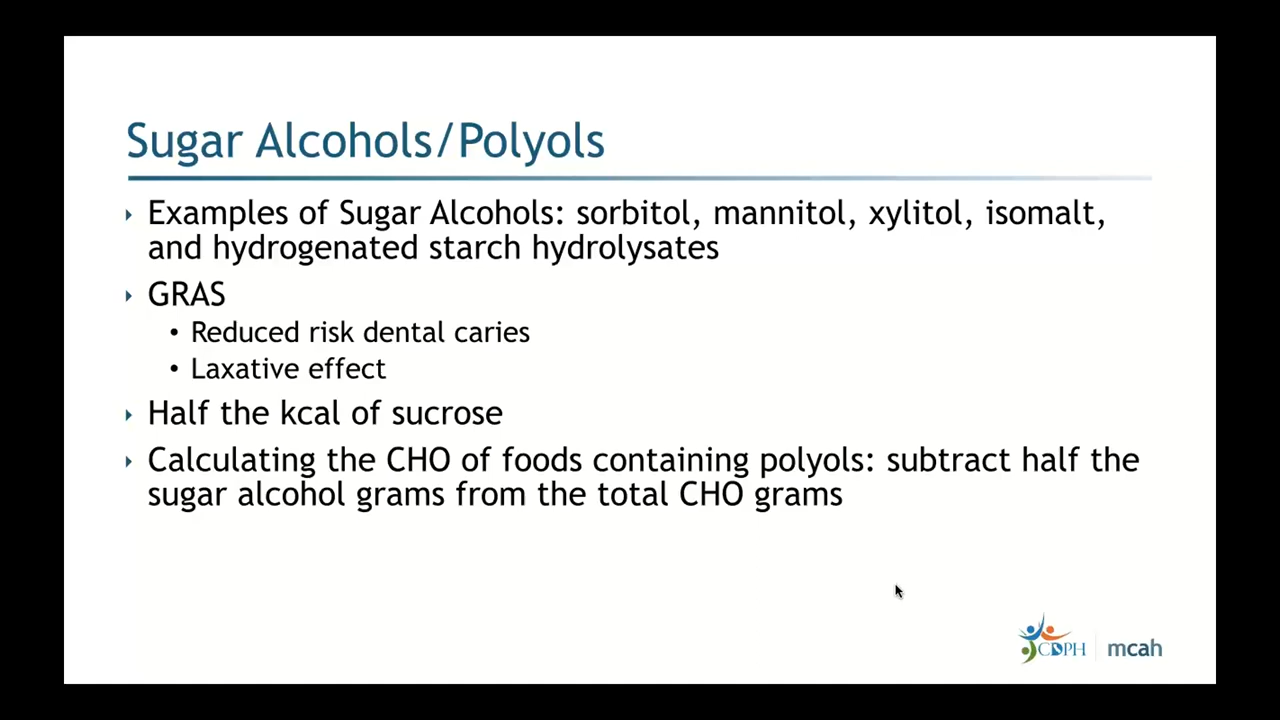 Sugar Alcohols/Polyols
Examples of Sugar Alcohols: sorbitol, mannitol, xylitol, isomalt,
and hydrogenated starch hydrolysates
GRAS
• Reduced risk dental caries
• Laxative effect
Half the kcal of sucrose
Calculating the CHO of foods containing polyols: subtract half the
sugar alcohol grams from the total CHO grams
CDPH mcah